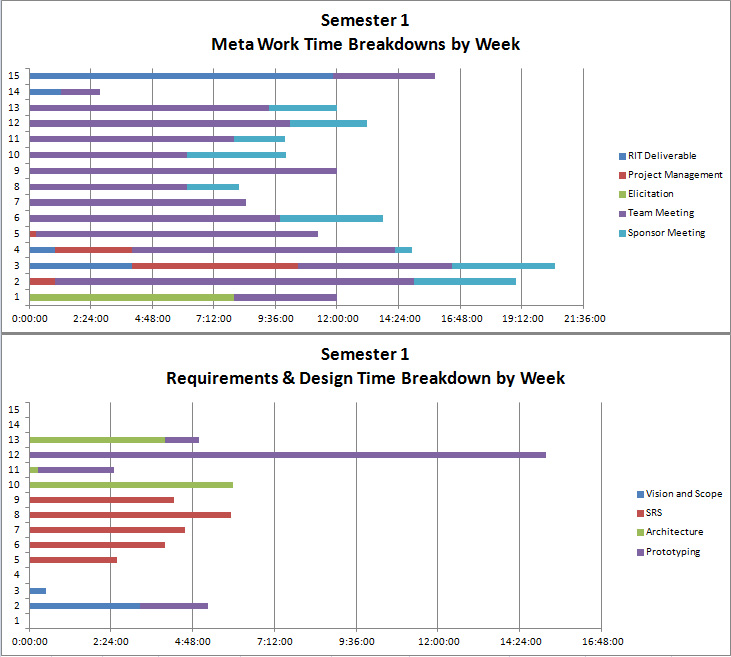 Semester 1
Meta Work Time Breakdowns by Week
15
14
13
12
11
10
9
8
7
6
5
4
3
2
1
0:00:00 2:24:00 4:48:00 7:12:00 9:36:00 12:00:00 14:24:00 16:48:00 19:12:00 21:36:00
RIT Deliverable
Project Management
Elicitation
Team Meeting
Sponsor Meeting
Semester 1
Requirements & Design Time Breakdown by Week
15
14
13
12
11
10
9
8
7
6
5
4
3
2
1
0:00:00 2:24:00 4:48:00 7:12:00 9:36:00 12:00:00 14:24:00 16:48:00
Vision and Scope
SRS
Architecture
Prototyping